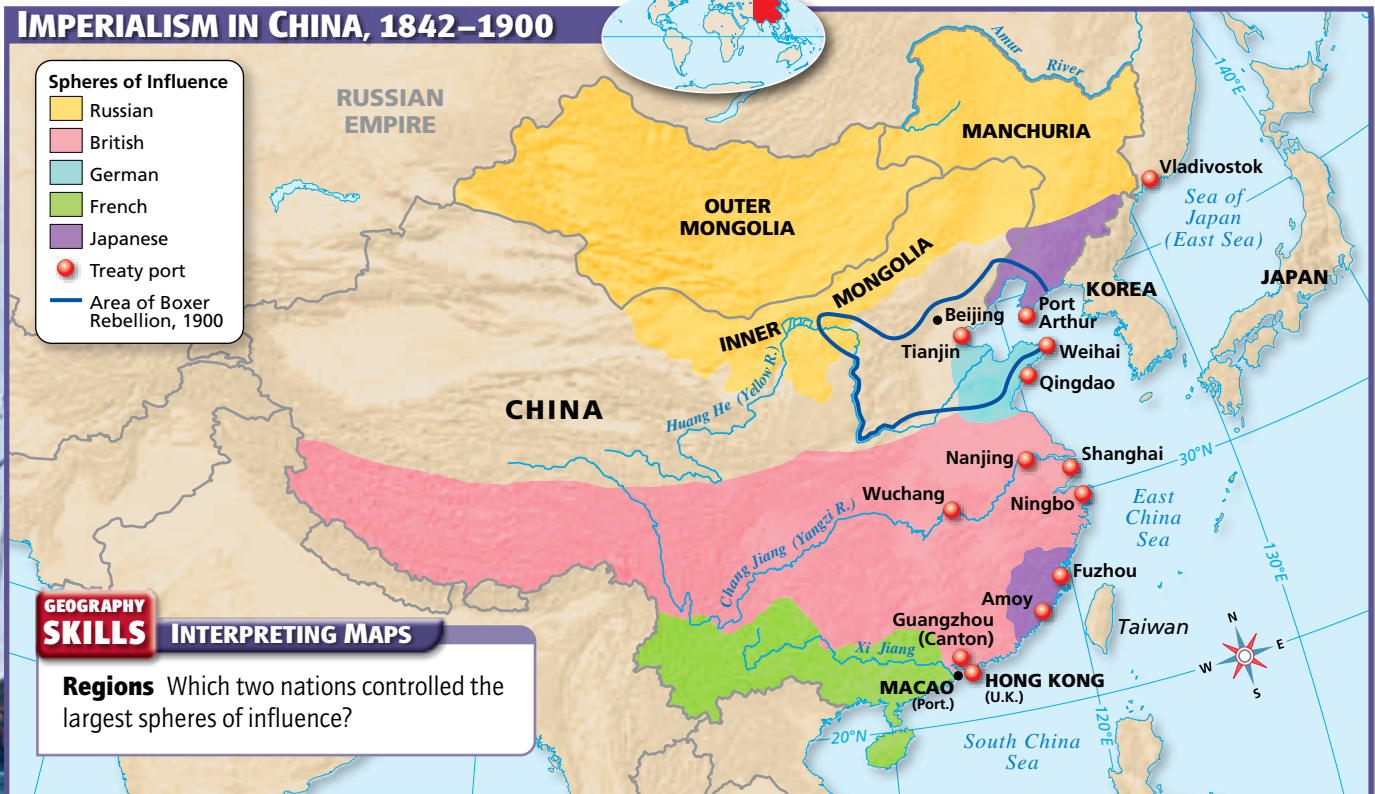 IMPERIALISM IN CHINA, 1842–1900
Spheres of Influence
Russian
British
German
French
Japanese
Treaty port
Area of Boxer
Rebellion, 1900
RUSSIAN
EMPIRE
Amur
River
MANCHURIA
140°E
Vladivostok
Sea of
Japan
(East Sea)
OUTER
MONGOLIA
INNER MONGOLIA
KOREA
JAPAN
Beijing
Port
Arthur
Tianjin
Weihai
Qingdao
Huang He (Yellow R.)
CHINA
30°N
Nanjing
Shanghai
Wuchang
Ningbo
East
China
Sea
Chang Jiang (Yangzi R.)
130°E
Fuzhou
Amoy
Guangzhou
(Canton)
Taiwan
Xi Jiang
MACAO
(Port.)
HONG KONG
(U.K.)
N
E
W
S
20°N
120°E
South China
Sea
GEOGRAPHY
SKILLS
INTERPRETING MAPS
Regions Which two nations controlled the
largest spheres of influence?